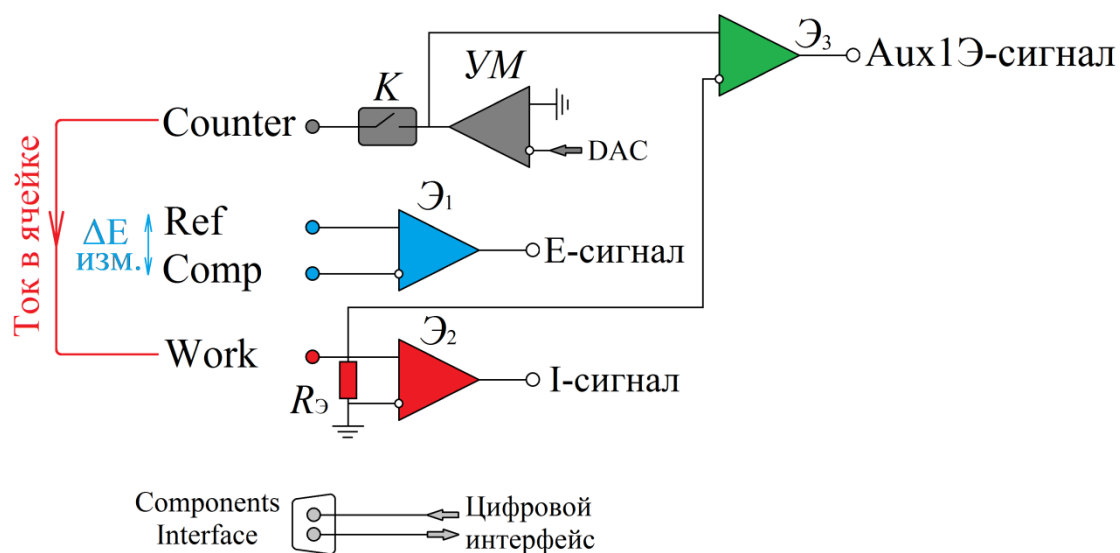 Э₃
Aux1Э-сигнал
УМ
K
Counter
DAC
Ток в ячейке
Э₁
Ref
ΔE
изм.
E-сигнал
Comp
Э₂
Work
I-сигнал
RЭ
Components
Interface
Цифровой
интерфейс